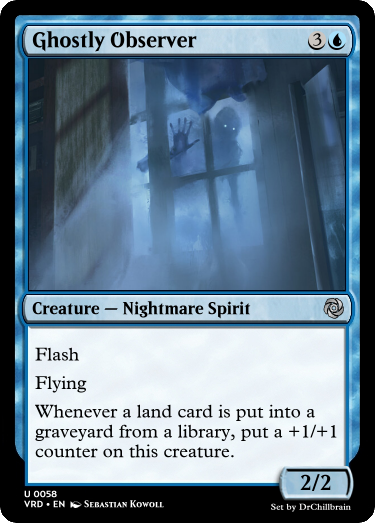 Ghostly Observer 3
Creature — Nightmare Spirit
Flash
Flying
Whenever a land card is put into a
graveyard from a library, put a +1/+1
counter on this creature.
2/2
U 0058
VRD • EN Sebastian Kowoll
Set by DrChillbrain